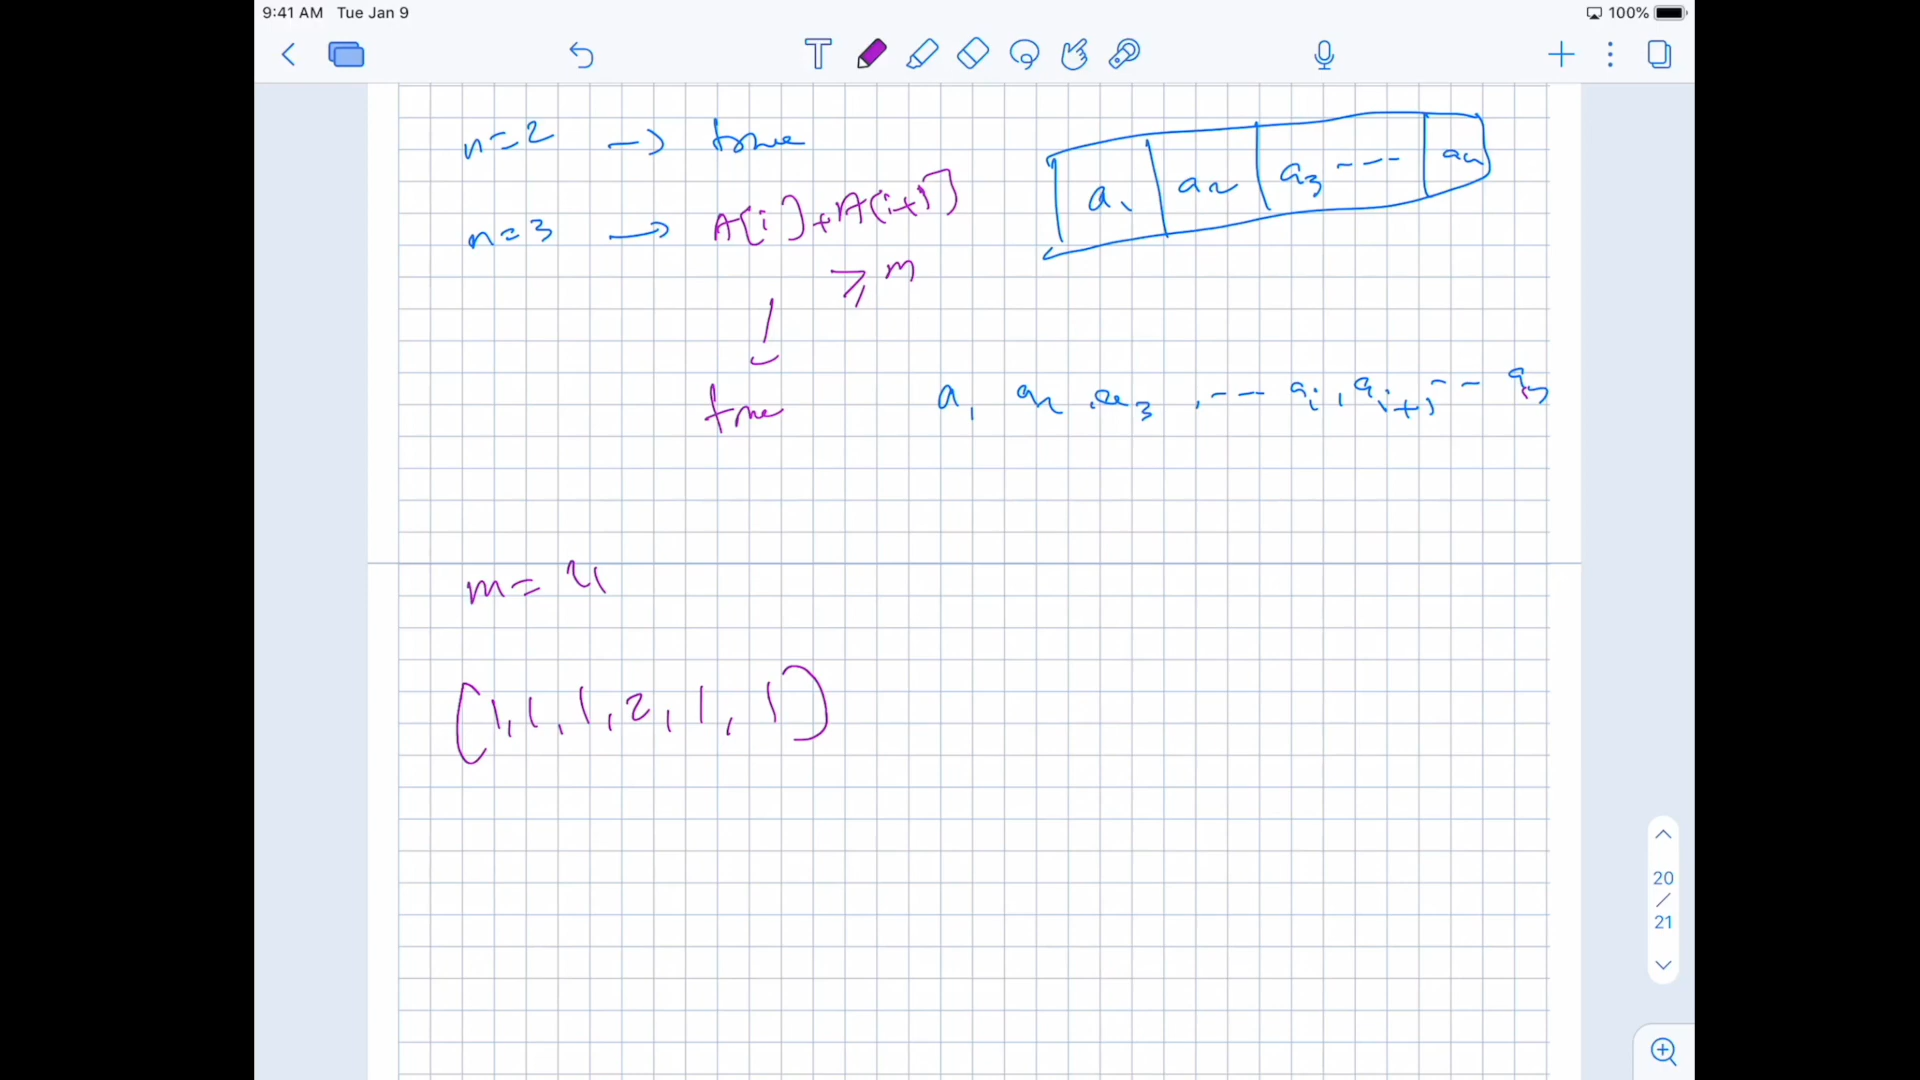 9:41 AM Tue Jan 9
100%
T
n=2 → true
a1 a2 a3 --- an
n=3 → A[i]+A[i+1]
≥ m
true
a1 a2, a3, --- ai, ai+1 -- an
m = 4
(1,1,1,2,1,1)
20
/
21